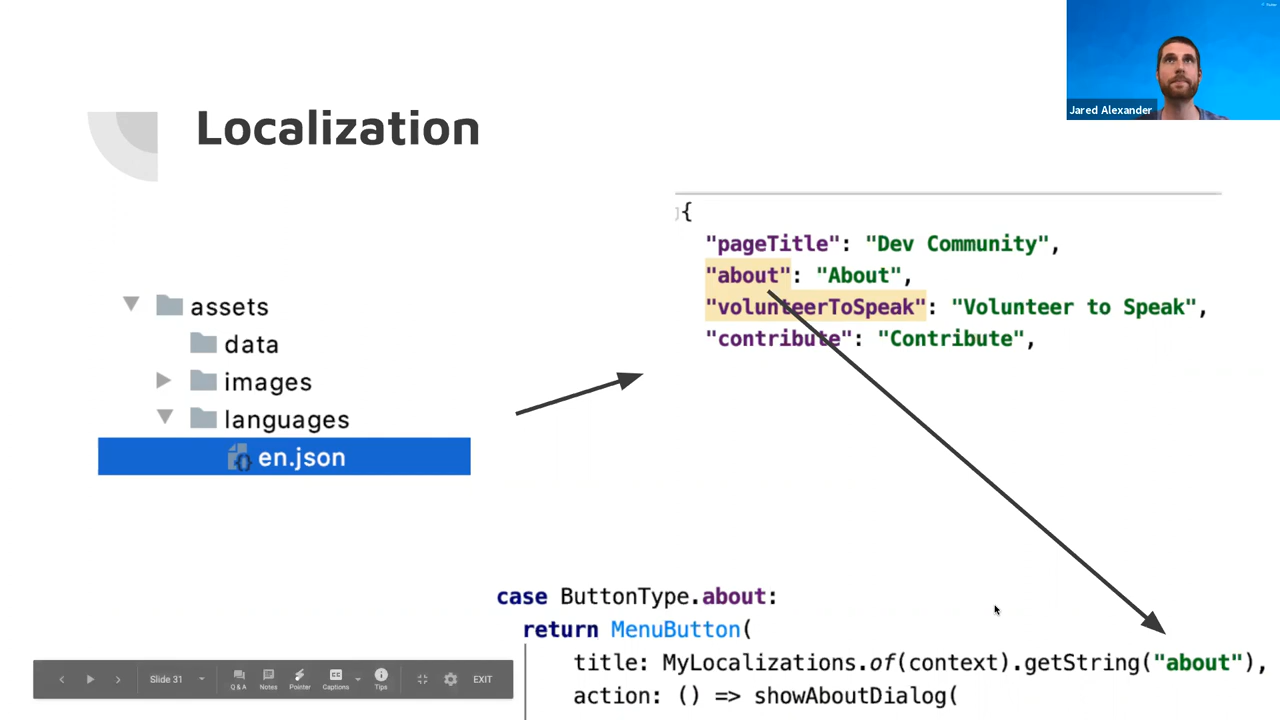 Jared Alexander
Localization
assets
data
images
languages
en.json
{
"pageTitle": "Dev Community",
"about": "About",
"volunteerToSpeak": "Volunteer to Speak",
"contribute": "Contribute",
case ButtonType.about:
return MenuButton(
title: MyLocalizations.of(context).getString("about"),
action: () => showAboutDialog(
Slide 31
Q & A
Notes
Pointer
Captions
Tips
EXIT